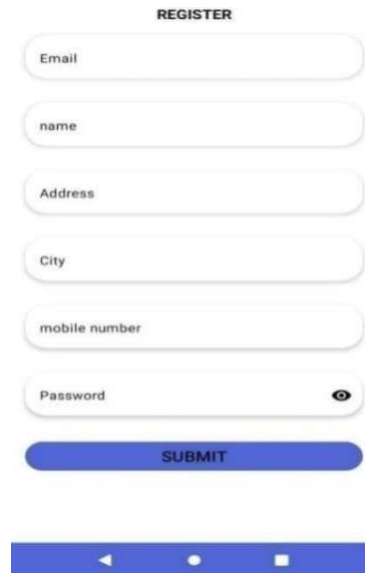 REGISTER
Email
name
Address
City
mobile number
Password
SUBMIT